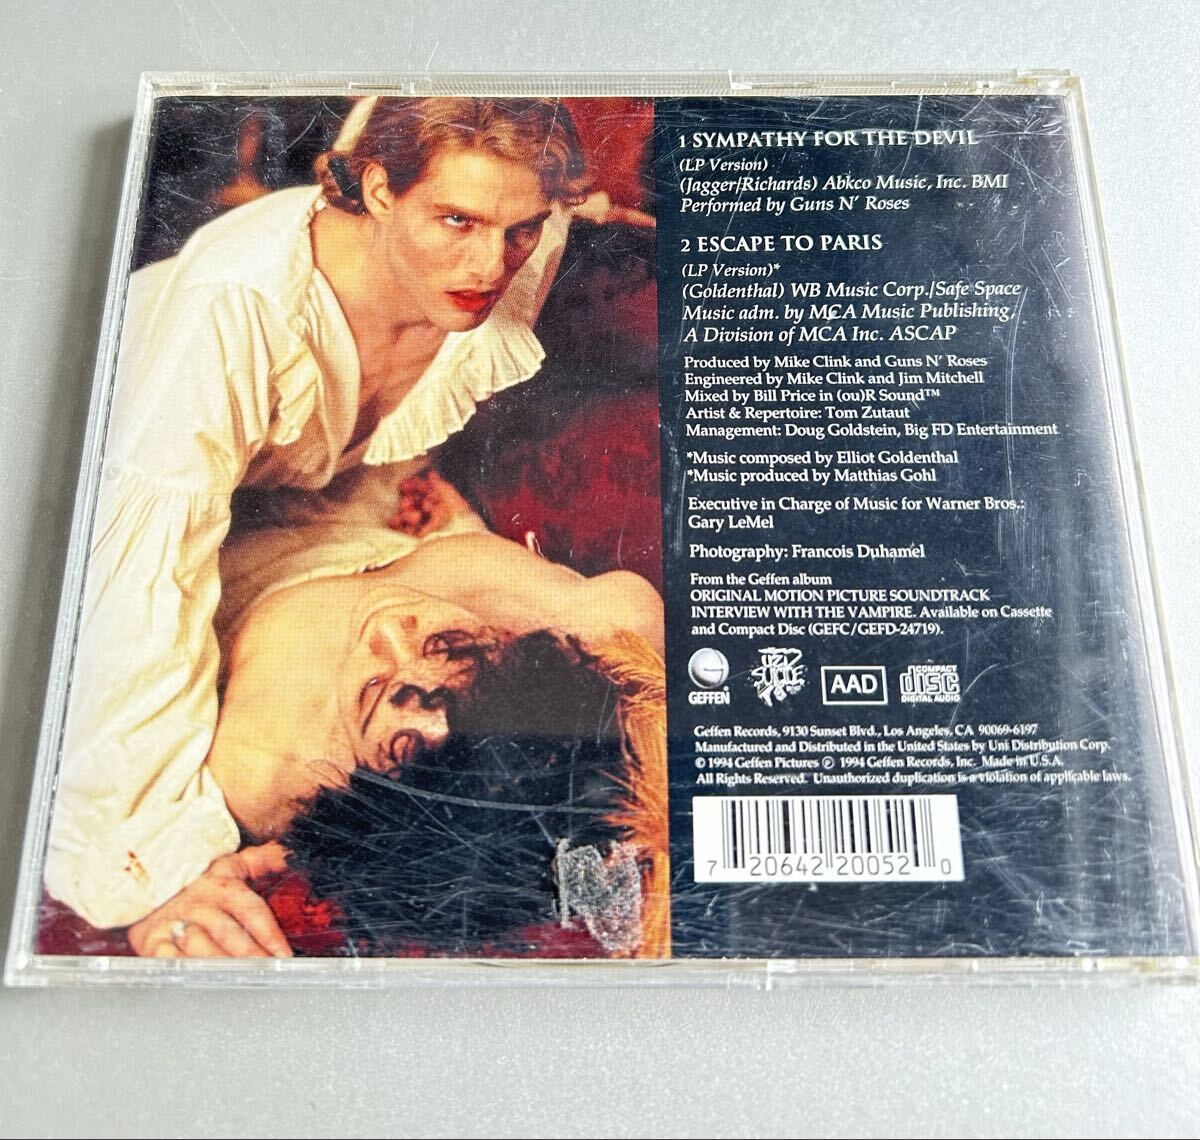 1 SYMPATHY FOR THE DEVIL
(LP Version)
(Jagger/Richards) Abkco Music, Inc. BMI
Performed by Guns N' Roses
2 ESCAPE TO PARIS
(LP Version)*
(Goldenthal) WB Music Corp./Safe Space
Music adm. by MCA Music Publishing,
A Division of MCA Inc. ASCAP
Produced by Mike Clink and Guns N' Roses
Engineered by Mike Clink and Jim Mitchell
Mixed by Bill Price in (ou)R Sound™
Artist & Repertoire: Tom Zutaut
Management: Doug Goldstein, Big FD Entertainment
*Music composed by Elliot Goldenthal
*Music produced by Matthias Gohl
Executive in Charge of Music for Warner Bros.:
Gary LeMel
Photography: Francois Duhamel
From the Geffen album
ORIGINAL MOTION PICTURE SOUNDTRACK
INTERVIEW WITH THE VAMPIRE. Available on Cassette
and Compact Disc (GEFC/GEFD-24719).
GEFFEN
UZI SUICIDE
AAD
COMPACT disc DIGITAL AUDIO
Geffen Records, 9130 Sunset Blvd., Los Angeles, CA 90069-6197
Manufactured and Distributed in the United States by Uni Distribution Corp.
© 1994 Geffen Pictures ℗ 1994 Geffen Records, Inc. Made in U.S.A.
All Rights Reserved. Unauthorized duplication is a violation of applicable laws.
7 20642 20052 0